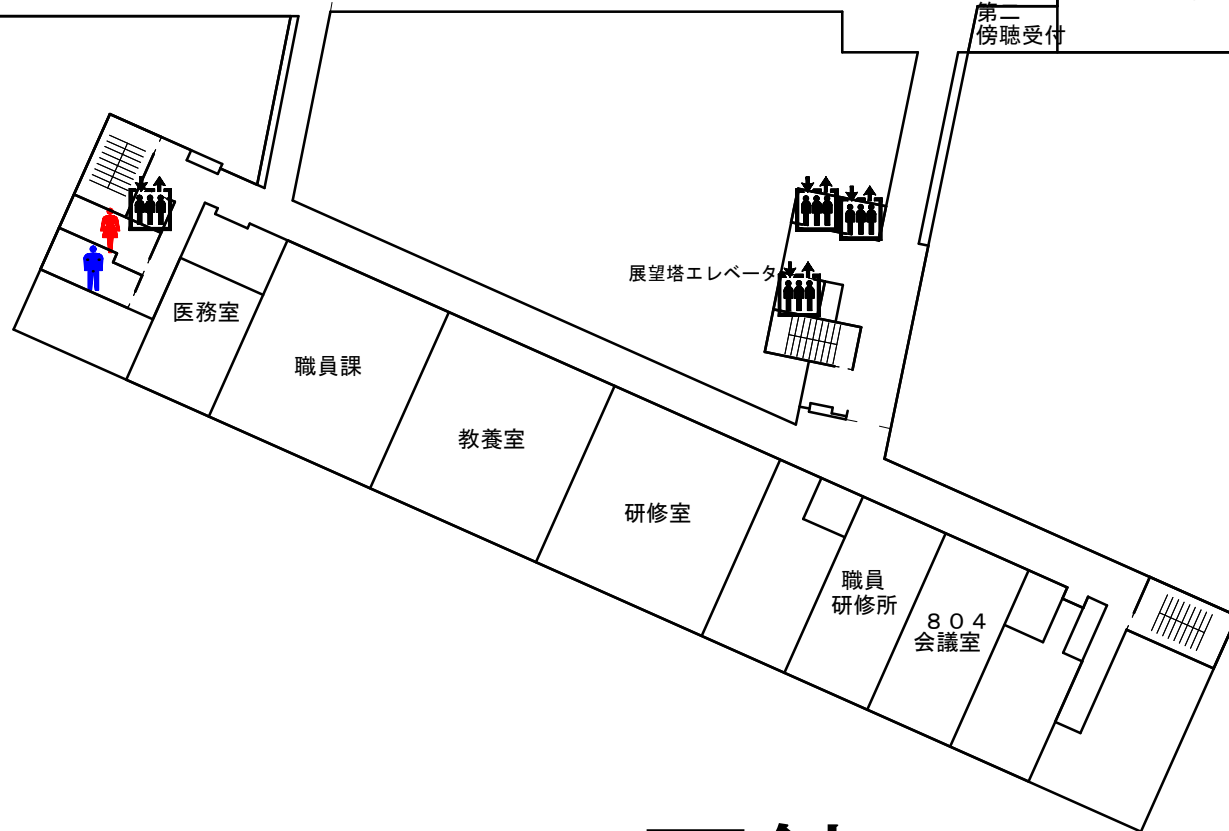 第二
傍聴受付
展望塔エレベータ
医務室
職員課
教養室
研修室
職員
研修所
８０４
会議室